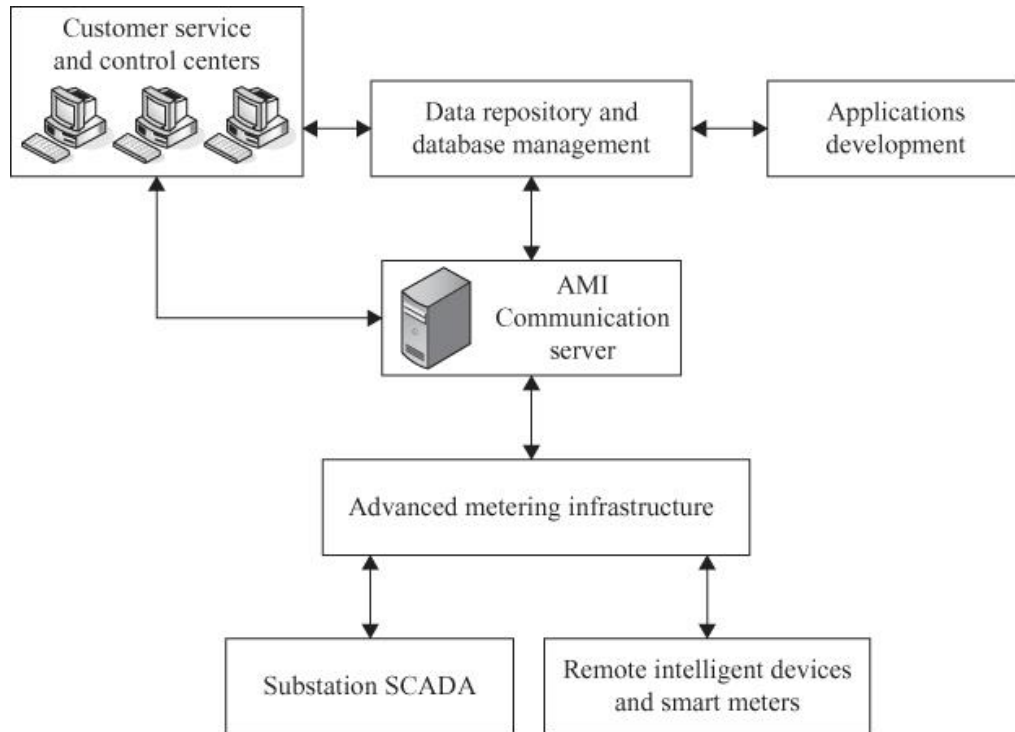 Customer service
and control centers
Data repository and
database management
Applications
development
AMI
Communication
server
Advanced metering infrastructure
Substation SCADA
Remote intelligent devices
and smart meters